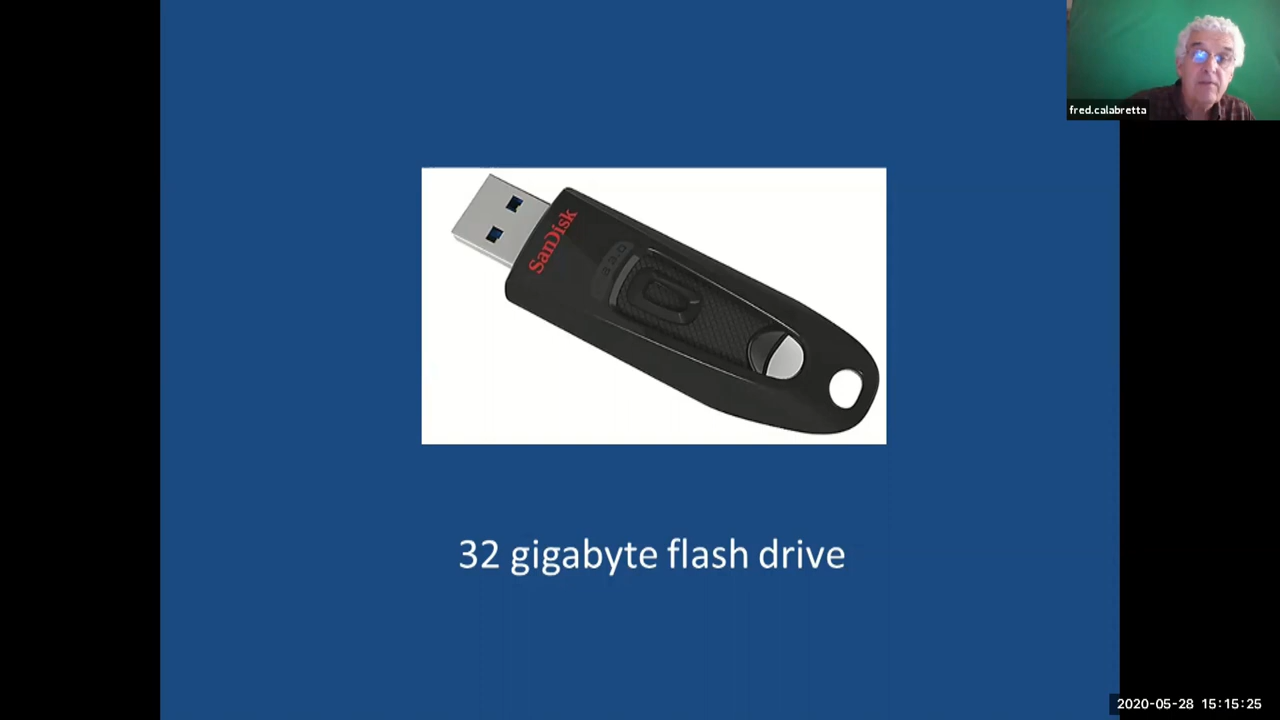 fred.calabretta
SanDisk
32 gigabyte flash drive
2020-05-28 15:15:25